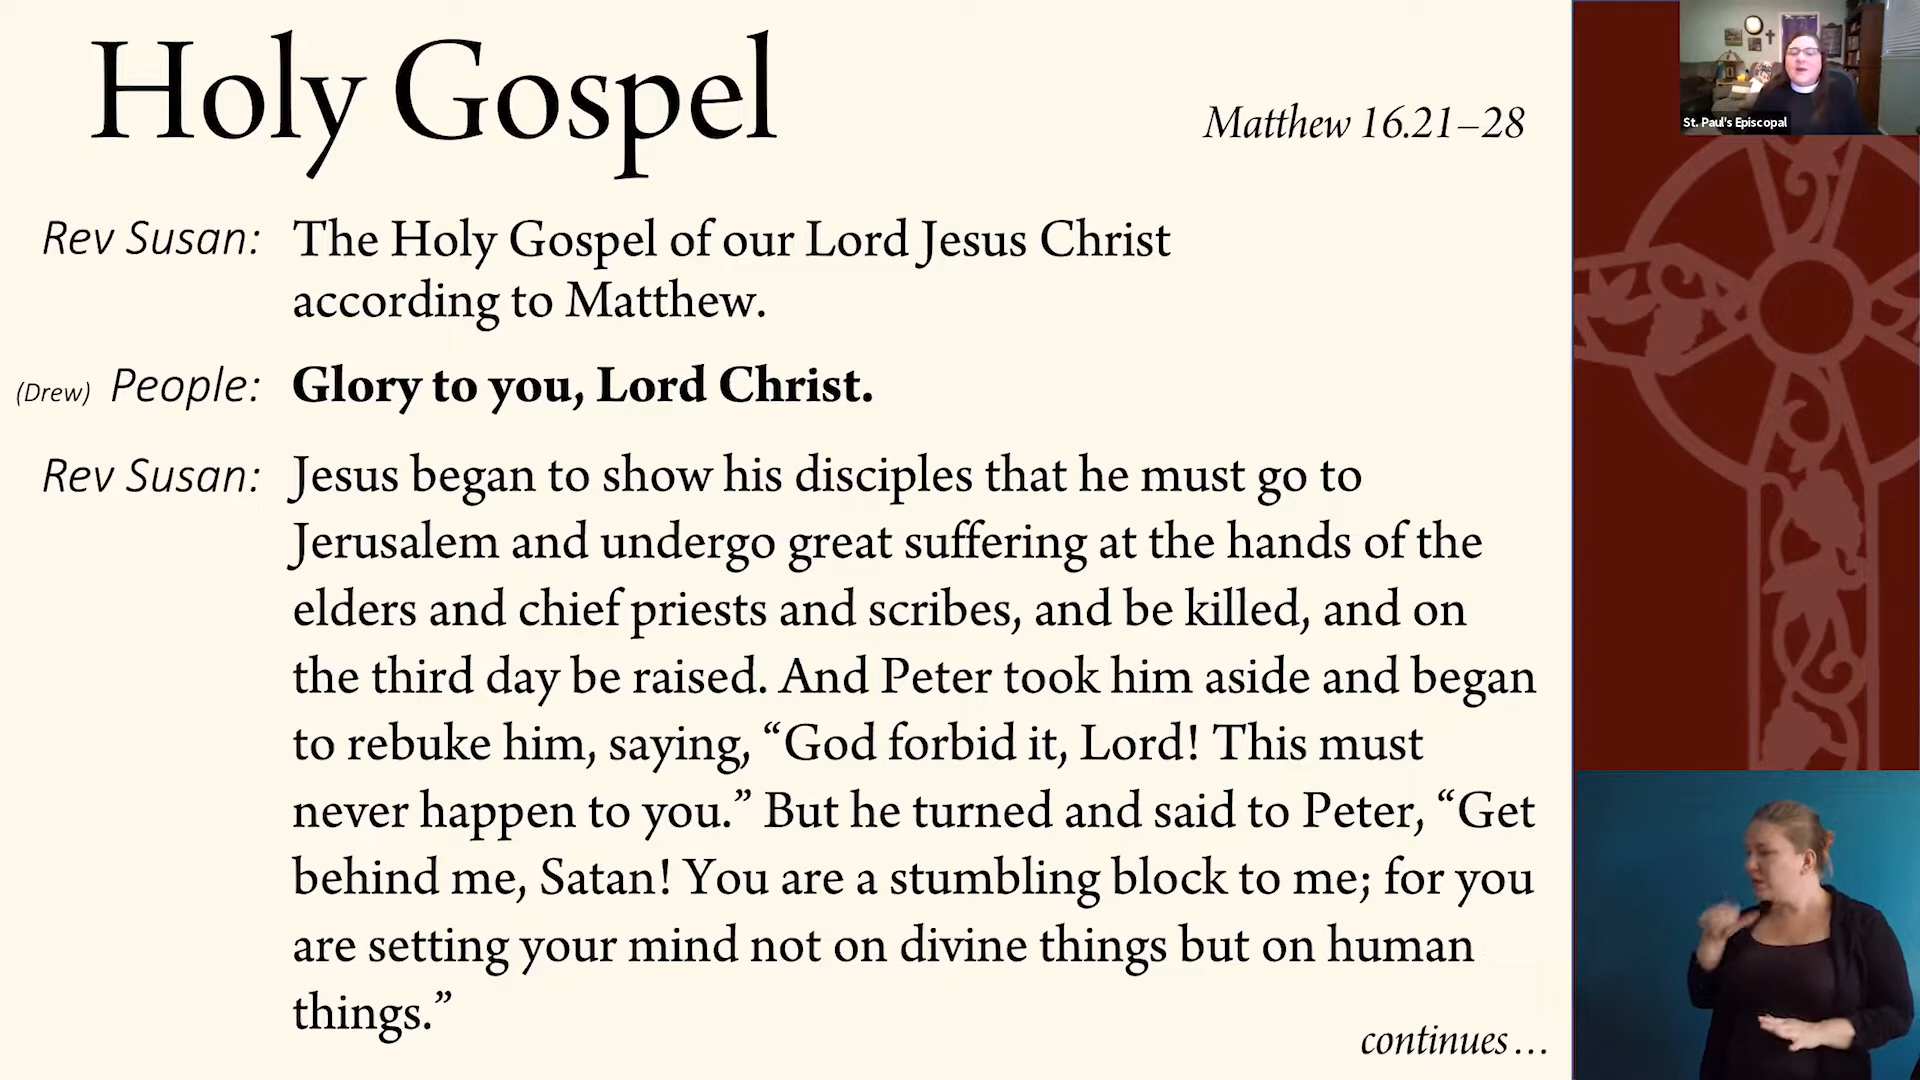 Holy Gospel
Matthew 16.21–28
Rev Susan: The Holy Gospel of our Lord Jesus Christ
according to Matthew.
(Drew) People: Glory to you, Lord Christ.
Rev Susan: Jesus began to show his disciples that he must go to
Jerusalem and undergo great suffering at the hands of the
elders and chief priests and scribes, and be killed, and on
the third day be raised. And Peter took him aside and began
to rebuke him, saying, “God forbid it, Lord! This must
never happen to you.” But he turned and said to Peter, “Get
behind me, Satan! You are a stumbling block to me; for you
are setting your mind not on divine things but on human
things.”
continues…
St. Paul's Episcopal